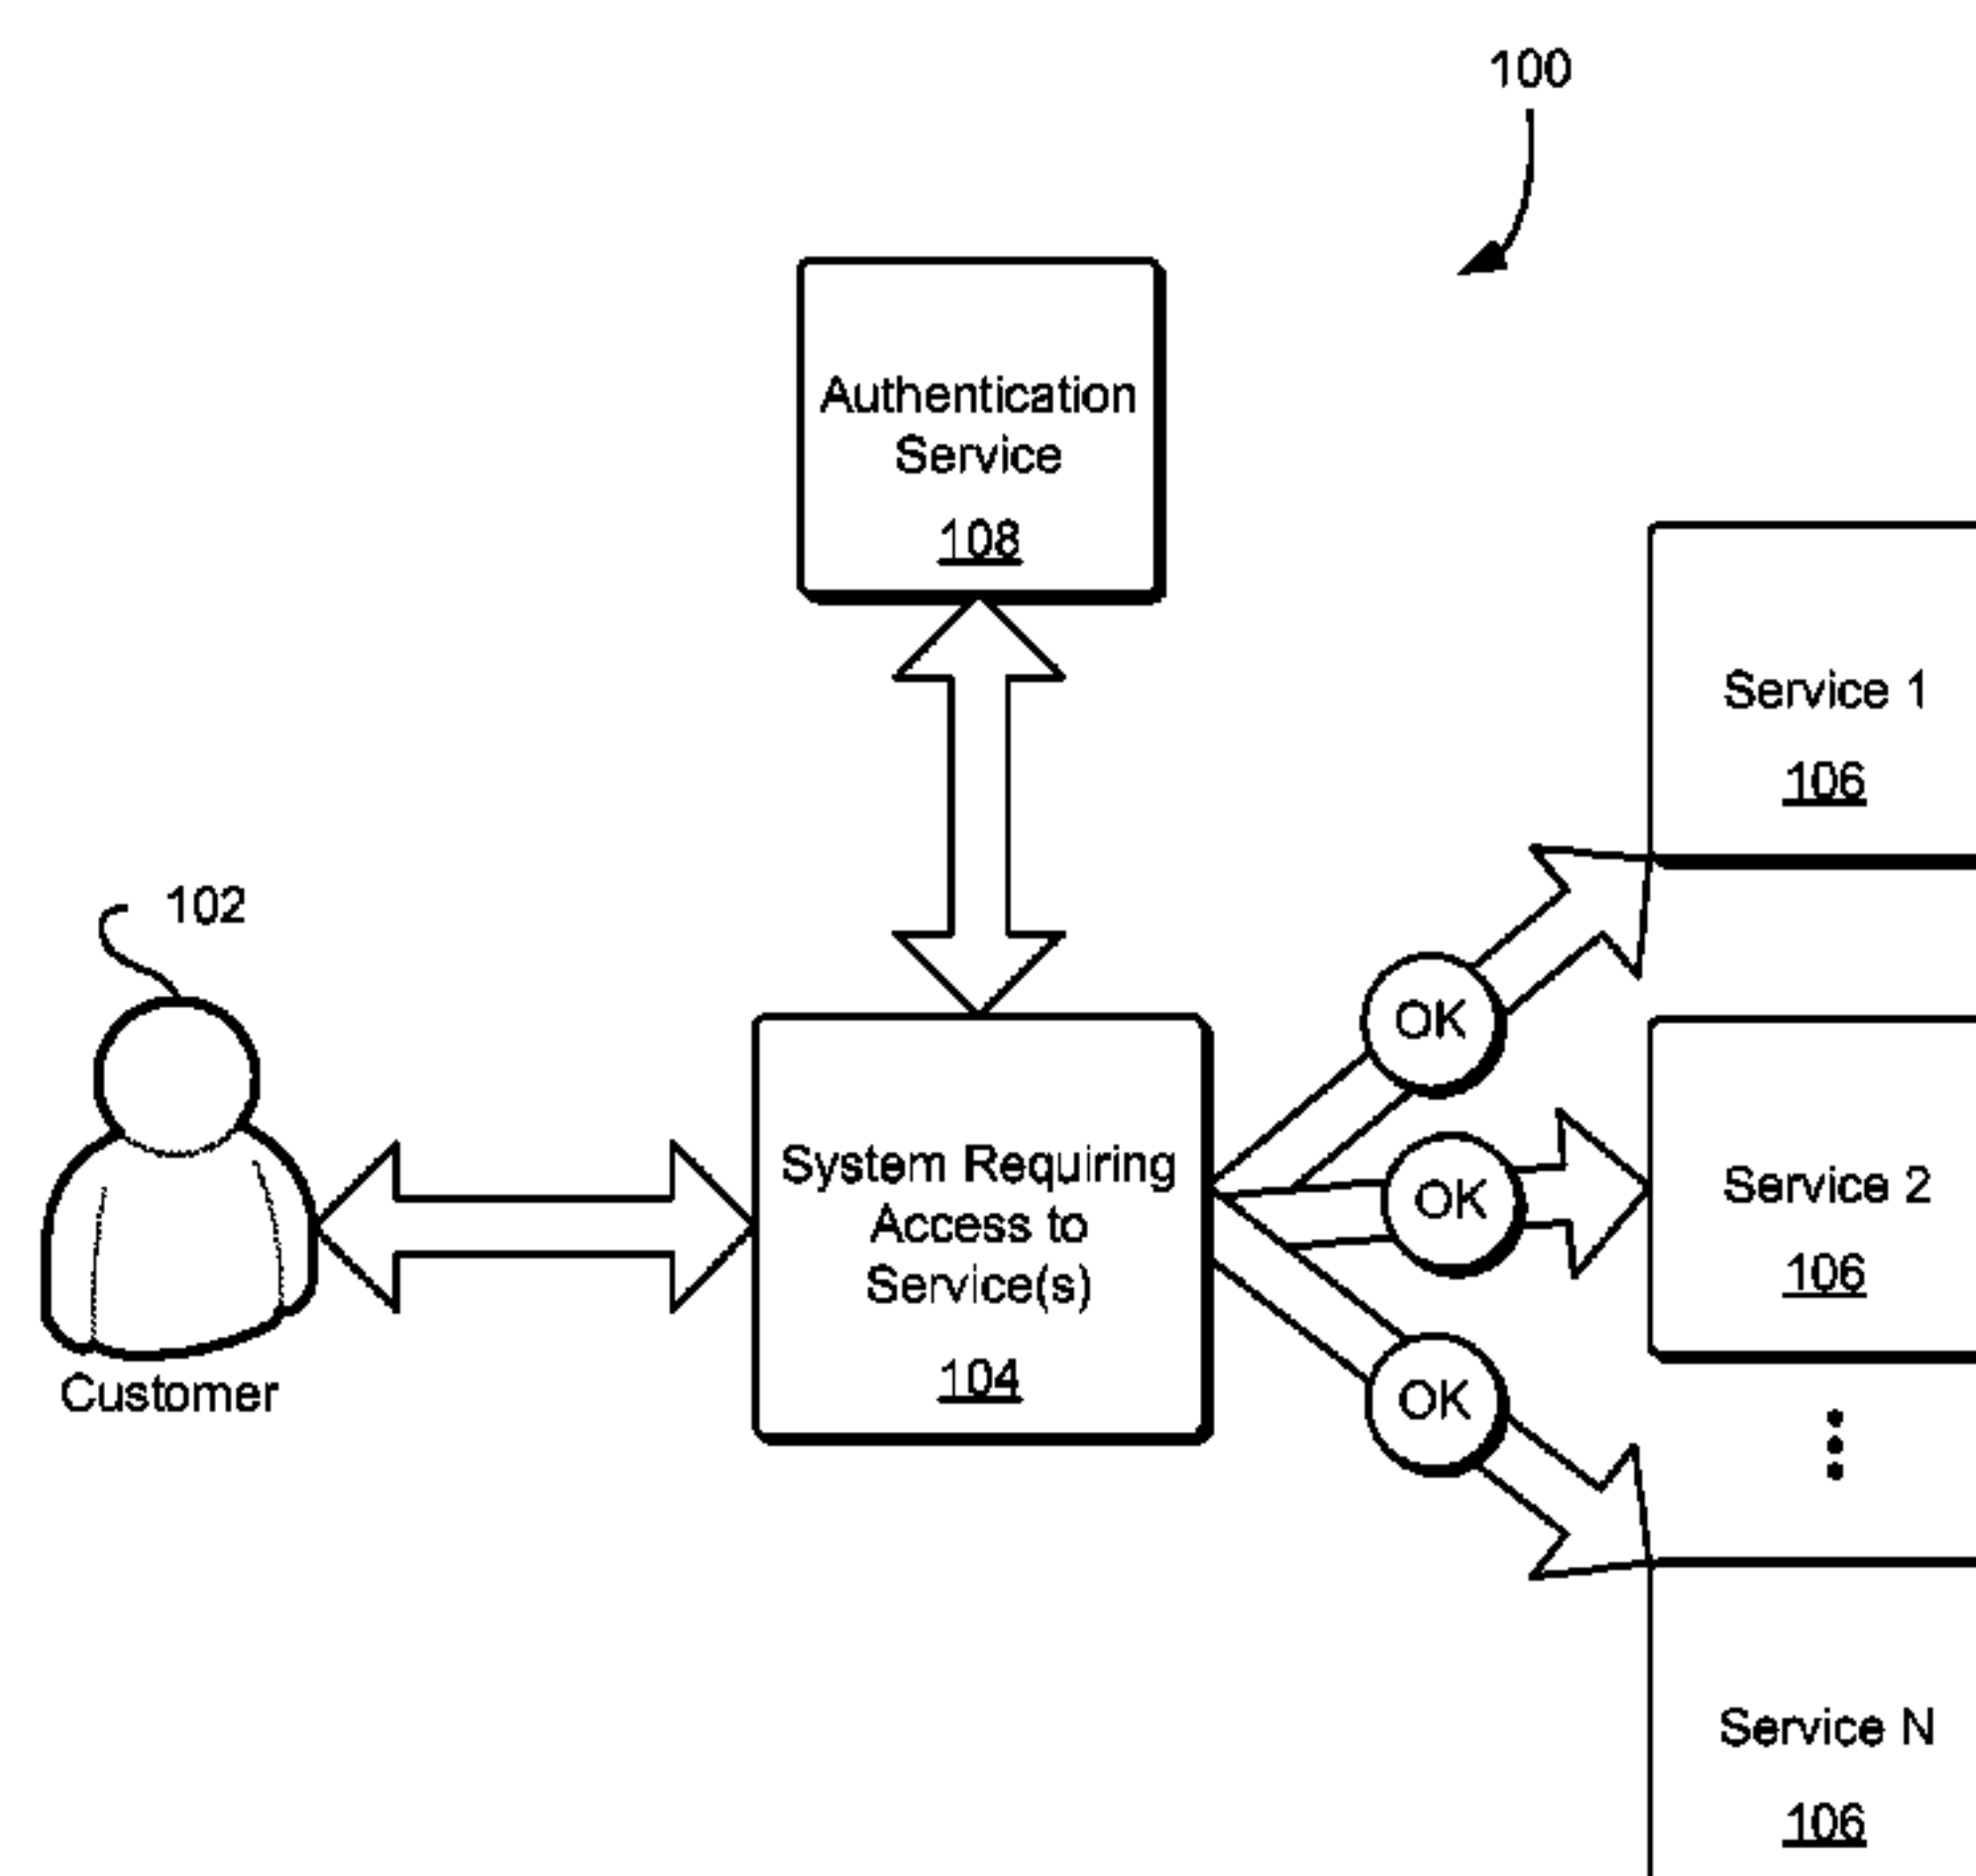 100
Authentication
Service
108
Service 1
106
102
OK
System Requiring
Access to
Service(s)
104
OK
Service 2
106
Customer
OK
Service N
106